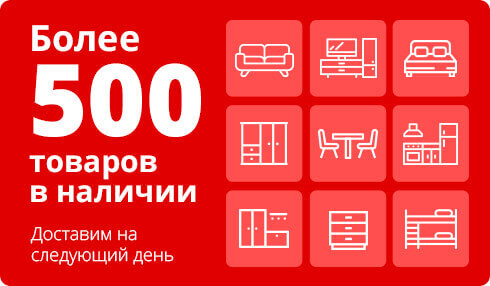 Более
500
товаров
в наличии
Доставим на
следующий день